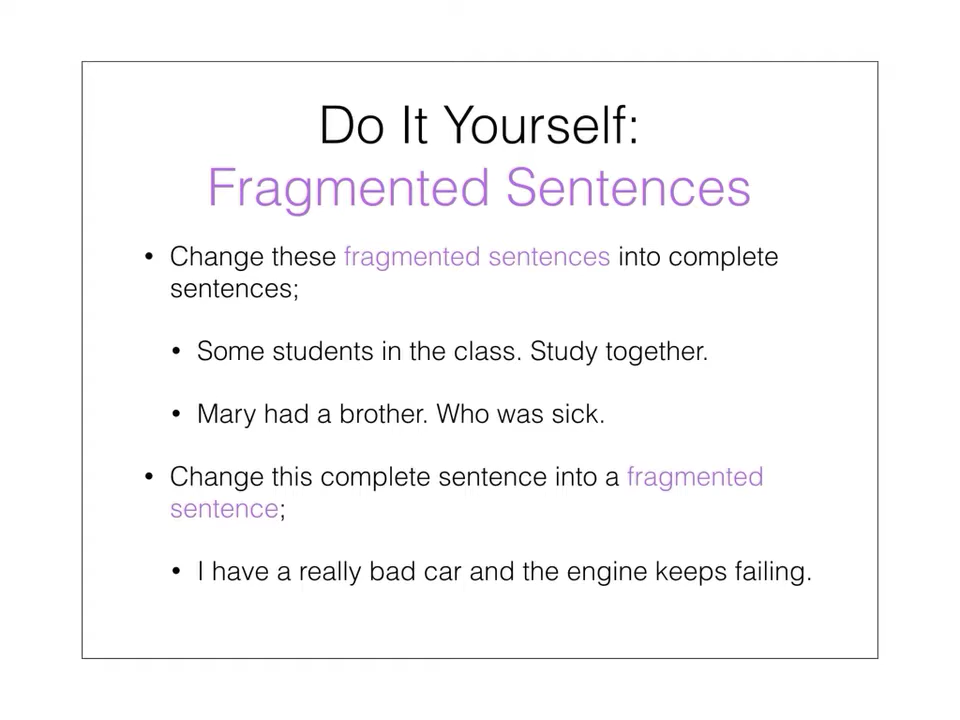 Do It Yourself:
Fragmented Sentences
• Change these fragmented sentences into complete
sentences;
• Some students in the class. Study together.
• Mary had a brother. Who was sick.
• Change this complete sentence into a fragmented
sentence;
• I have a really bad car and the engine keeps failing.